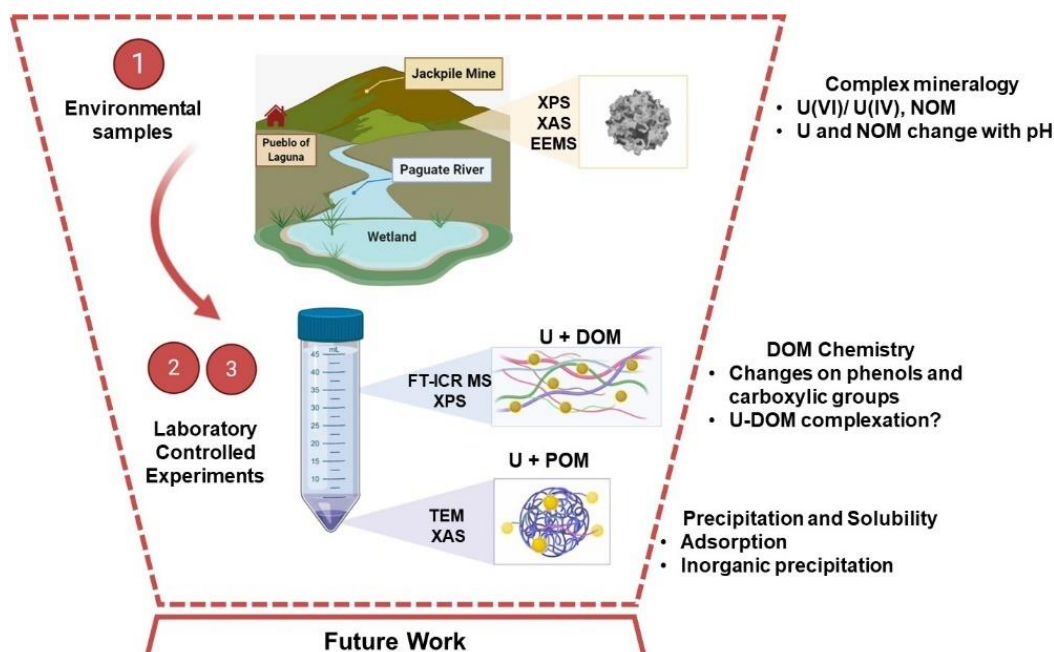 1
Environmental
samples
Jackpile Mine
Pueblo of
Laguna
Paguate River
Wetland
XPS
XAS
EEMS
Complex mineralogy
• U(VI)/ U(IV), NOM
• U and NOM change with pH
2 3
Laboratory
Controlled
Experiments
mL
45
40
35
30
25
20
15
10
FT-ICR MS
XPS
U + DOM
DOM Chemistry
• Changes on phenols and
carboxylic groups
• U-DOM complexation?
TEM
XAS
U + POM
Precipitation and Solubility
• Adsorption
• Inorganic precipitation
Future Work